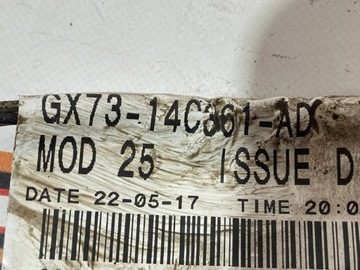 GX73-14C361-AD
MOD 25 ISSUE D
DATE 22-05-17 TIME 20:0